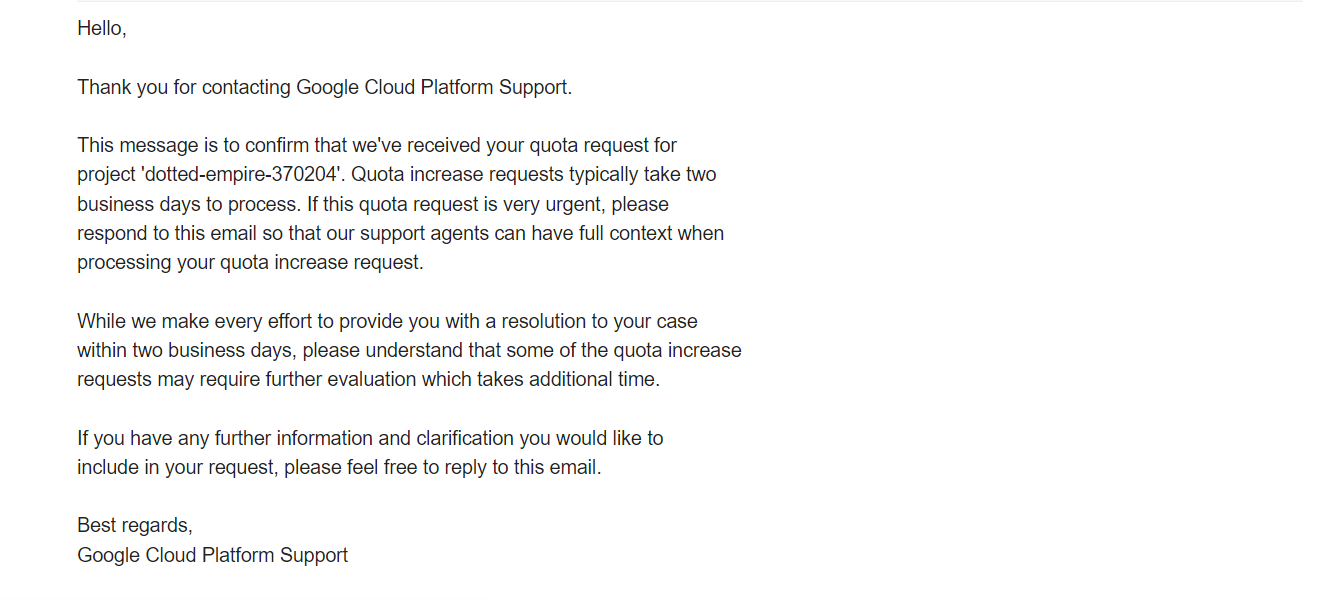 Hello,
Thank you for contacting Google Cloud Platform Support.
This message is to confirm that we've received your quota request for
project 'dotted-empire-370204'. Quota increase requests typically take two
business days to process. If this quota request is very urgent, please
respond to this email so that our support agents can have full context when
processing your quota increase request.
While we make every effort to provide you with a resolution to your case
within two business days, please understand that some of the quota increase
requests may require further evaluation which takes additional time.
If you have any further information and clarification you would like to
include in your request, please feel free to reply to this email.
Best regards,
Google Cloud Platform Support